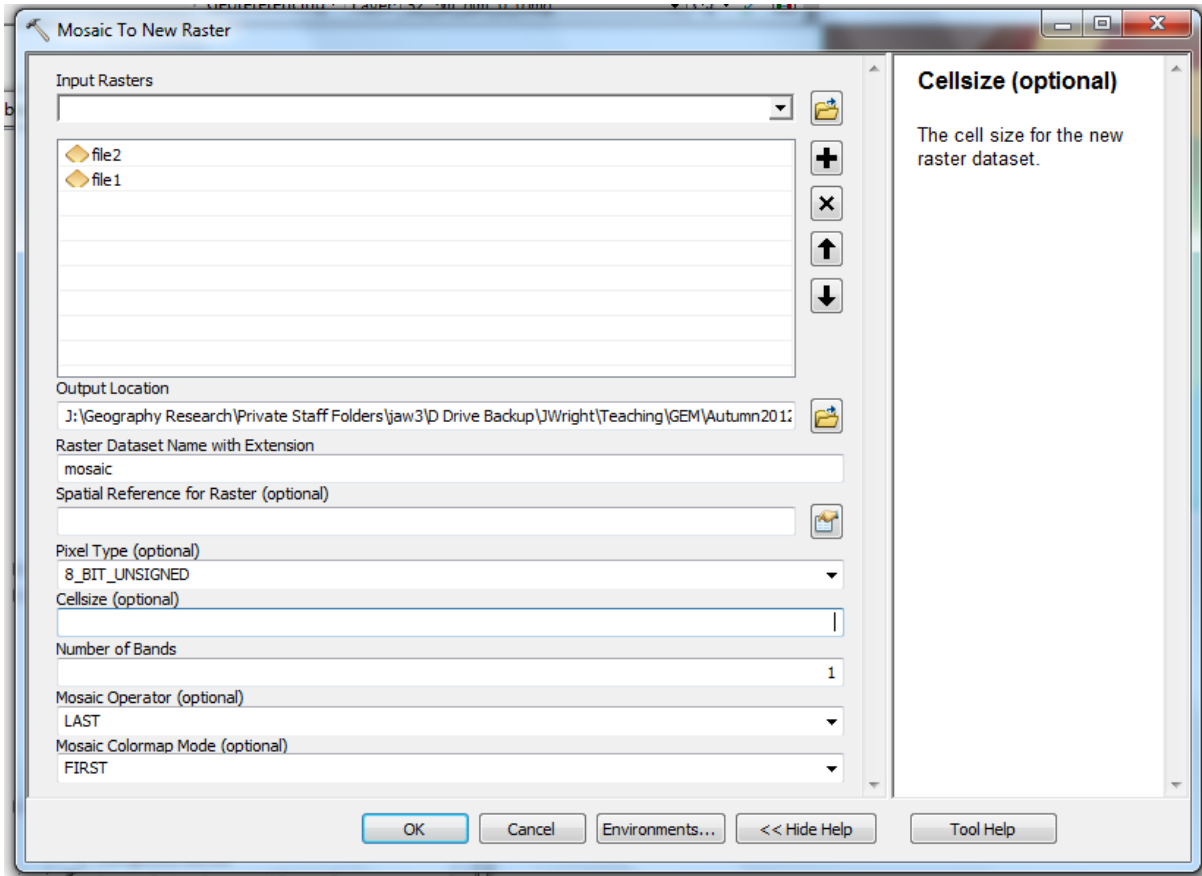 Mosaic To New Raster
Input Rasters
file2
file1
Output Location
J:\Geography Research\Private Staff Folders\jaw3\D Drive Backup\JWright\Teaching\GEM\Autumn2012
Raster Dataset Name with Extension
mosaic
Spatial Reference for Raster (optional)
Pixel Type (optional)
8_BIT_UNSIGNED
Cellsize (optional)
Number of Bands
1
Mosaic Operator (optional)
LAST
Mosaic Colormap Mode (optional)
FIRST
OK
Cancel
Environments...
<< Hide Help
Tool Help
Cellsize (optional)
The cell size for the new
raster dataset.